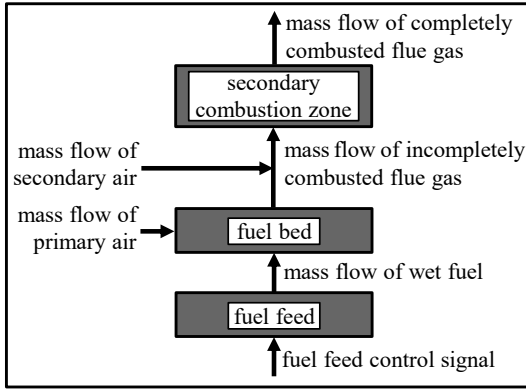 mass flow of completely
combusted flue gas
secondary
combustion zone
mass flow of
secondary air
mass flow of incompletely
combusted flue gas
mass flow of
primary air
fuel bed
mass flow of wet fuel
fuel feed
fuel feed control signal